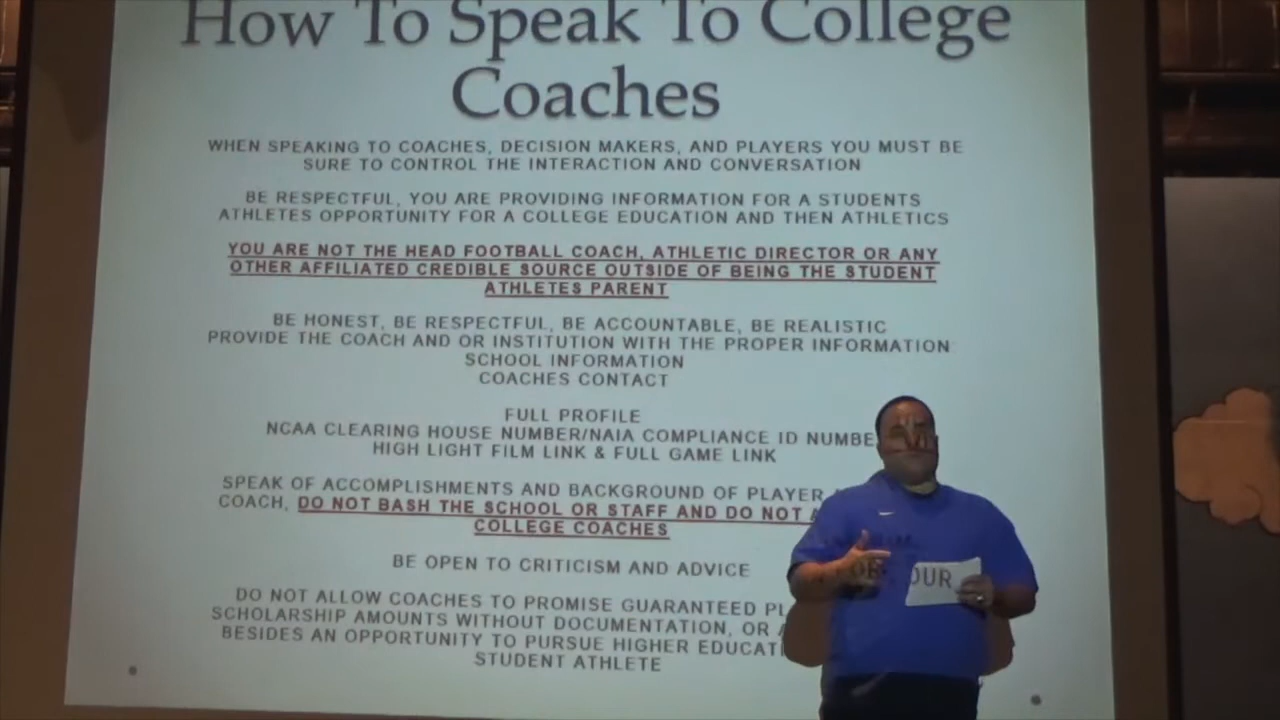 How To Speak To College
Coaches
WHEN SPEAKING TO COACHES, DECISION MAKERS, AND PLAYERS YOU MUST BE
SURE TO CONTROL THE INTERACTION AND CONVERSATION
BE RESPECTFUL, YOU ARE PROVIDING INFORMATION FOR A STUDENTS
ATHLETES OPPORTUNITY FOR A COLLEGE EDUCATION AND THEN ATHLETICS
YOU ARE NOT THE HEAD FOOTBALL COACH, ATHLETIC DIRECTOR OR ANY
OTHER AFFILIATED CREDIBLE SOURCE OUTSIDE OF BEING THE STUDENT
ATHLETES PARENT
BE HONEST, BE RESPECTFUL, BE ACCOUNTABLE, BE REALISTIC
PROVIDE THE COACH AND OR INSTITUTION WITH THE PROPER INFORMATION:
SCHOOL INFORMATION
COACHES CONTACT
FULL PROFILE
NCAA CLEARING HOUSE NUMBER/NAIA COMPLIANCE ID NUMBE
HIGH LIGHT FILM LINK & FULL GAME LINK
SPEAK OF ACCOMPLISHMENTS AND BACKGROUND OF PLAYER
COACH, DO NOT BASH THE SCHOOL OR STAFF AND DO NOT
COLLEGE COACHES
BE OPEN TO CRITICISM AND ADVICE
DO NOT ALLOW COACHES TO PROMISE GUARANTEED
SCHOLARSHIP AMOUNTS WITHOUT DOCUMENTATION, OR
FOR OUR
BESIDES AN OPPORTUNITY TO PURSUE HIGHER EDUCATI
STUDENT ATHLETE